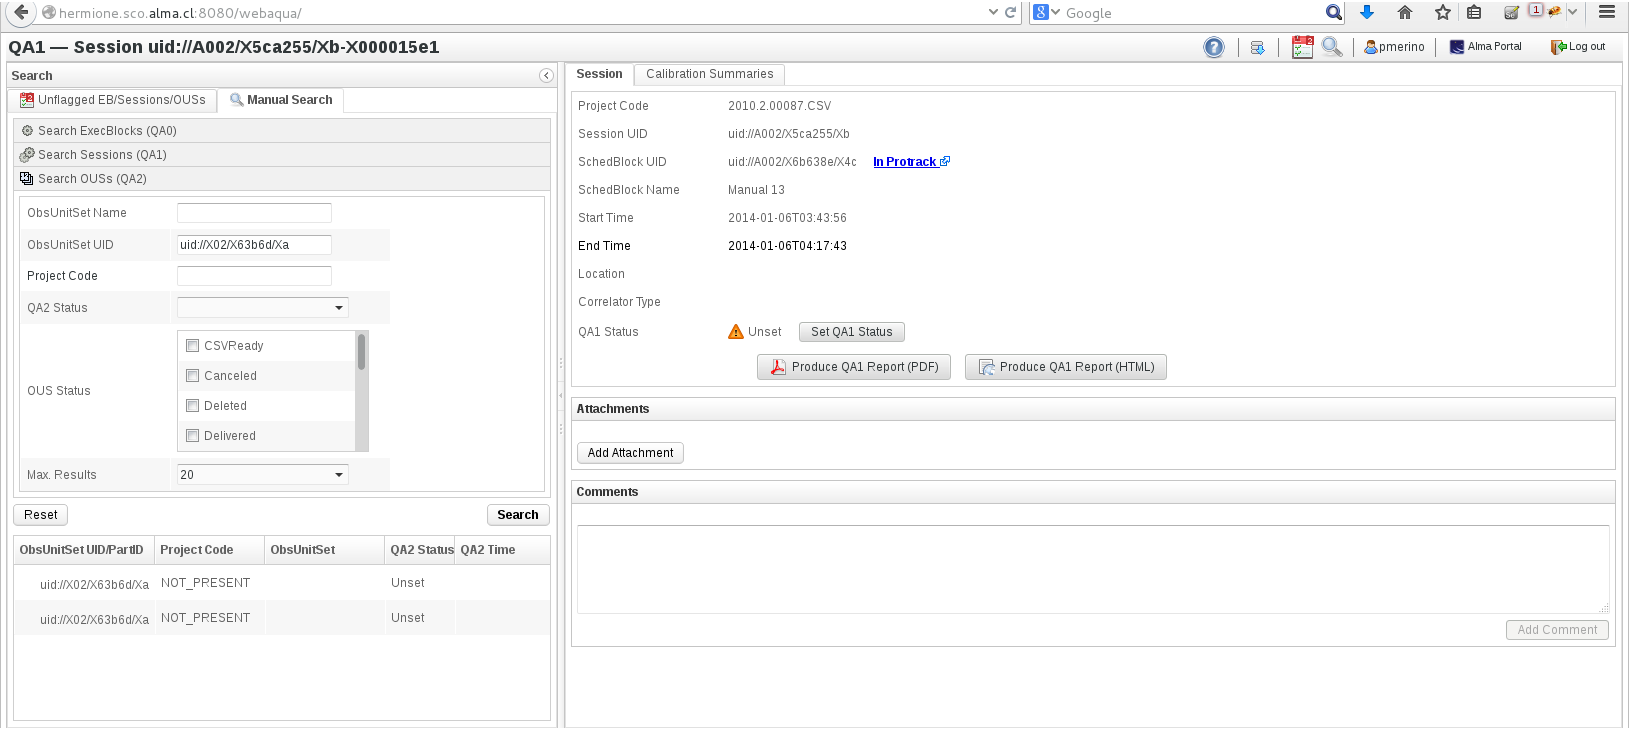 hermione.sco.alma.cl:8080/webaqua/
8 Google
1
QA1 — Session uid://A002/X5ca255/Xb-X000015e1
? 2 pmerino Alma Portal Log out
Search
Unflagged EB/Sessions/OUSs Manual Search
Search ExecBlocks (QA0)
Search Sessions (QA1)
Search OUSs (QA2)
ObsUnitSet Name
ObsUnitSet UID uid://X02/X63b6d/Xa
Project Code
QA2 Status
OUS Status
CSVReady
Canceled
Deleted
Delivered
Max. Results 20
Reset Search
ObsUnitSet UID/PartID Project Code ObsUnitSet QA2 Status QA2 Time
uid://X02/X63b6d/Xa NOT_PRESENT Unset
uid://X02/X63b6d/Xa NOT_PRESENT Unset
Session Calibration Summaries
Project Code 2010.2.00087.CSV
Session UID uid://A002/X5ca255/Xb
SchedBlock UID uid://A002/X6b638e/X4c In Protrack
SchedBlock Name Manual 13
Start Time 2014-01-06T03:43:56
End Time 2014-01-06T04:17:43
Location
Correlator Type
QA1 Status Unset Set QA1 Status
Produce QA1 Report (PDF) Produce QA1 Report (HTML)
Attachments
Add Attachment
Comments
Add Comment